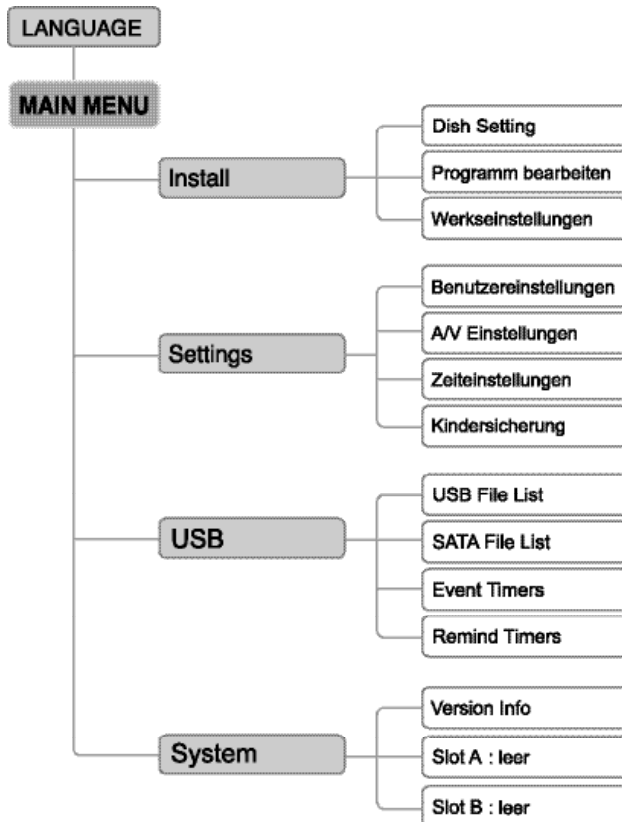 LANGUAGE
MAIN MENU
Install
Dish Setting
Programm bearbeiten
Werkseinstellungen
Settings
Benutzereinstellungen
A/V Einstellungen
Zeiteinstellungen
Kindersicherung
USB
USB File List
SATA File List
Event Timers
Remind Timers
System
Version Info
Slot A : leer
Slot B : leer